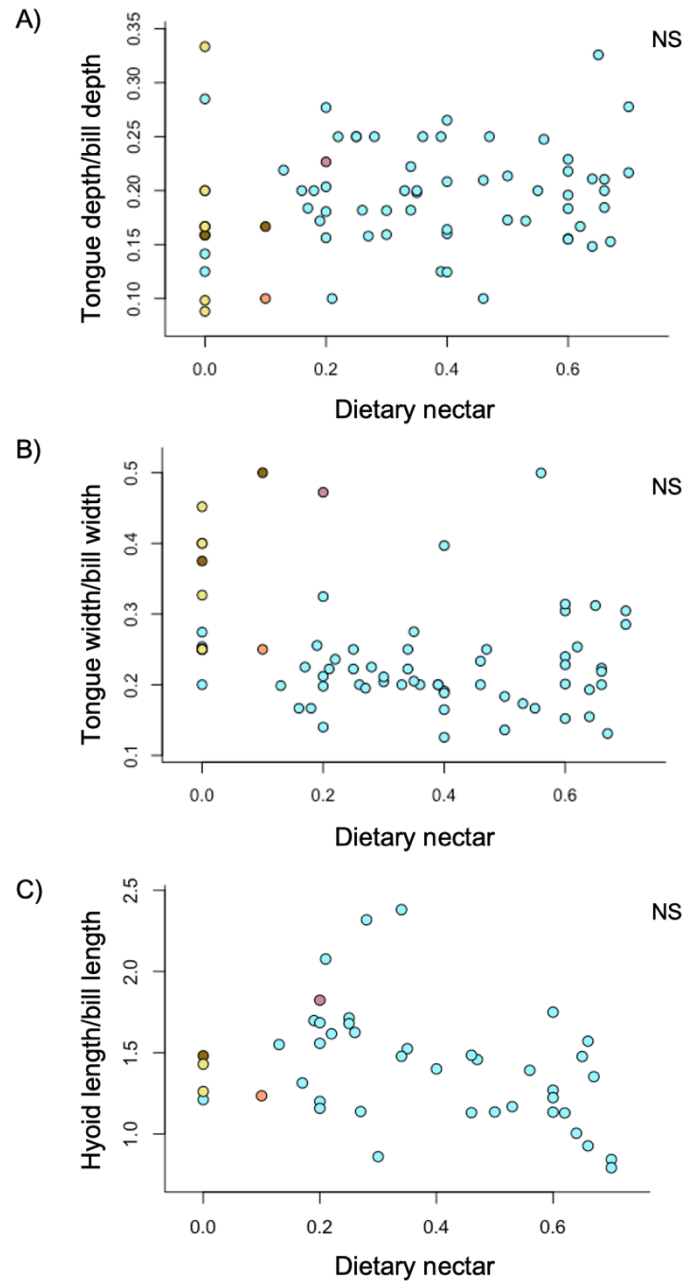 A)
NS
Tongue depth/bill depth
0.35
0.30
0.25
0.20
0.15
0.10
0.0 0.2 0.4 0.6
Dietary nectar
B)
NS
Tongue width/bill width
0.5
0.4
0.3
0.2
0.1
0.0 0.2 0.4 0.6
Dietary nectar
C)
NS
Hyoid length/bill length
2.5
2.0
1.5
1.0
0.0 0.2 0.4 0.6
Dietary nectar